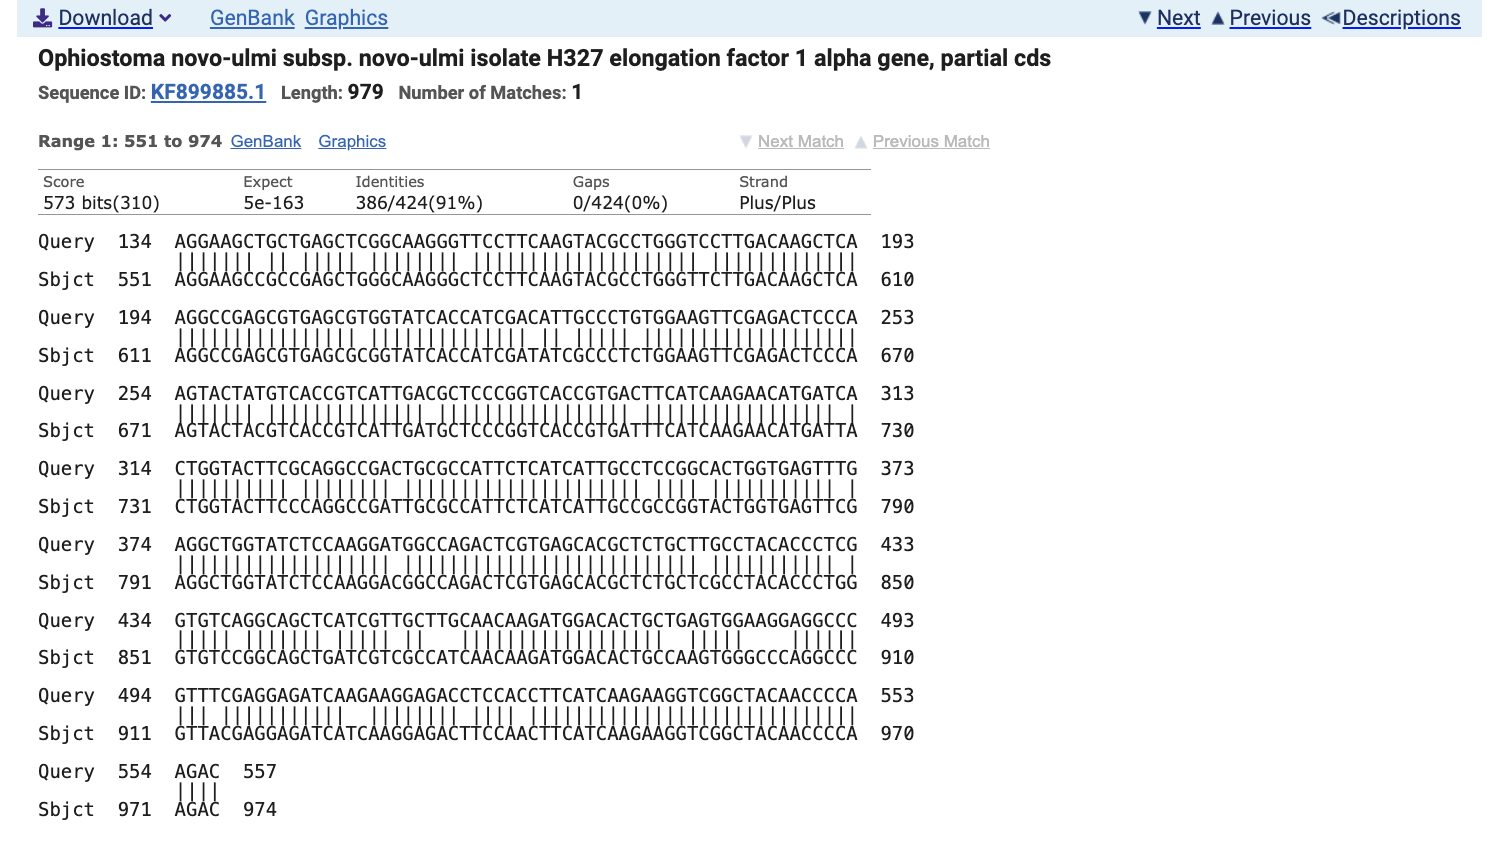 Download GenBank Graphics Next Previous Descriptions
Ophiostoma novo-ulmi subsp. novo-ulmi isolate H327 elongation factor 1 alpha gene, partial cds
Sequence ID: KF899885.1 Length: 979 Number of Matches: 1
Range 1: 551 to 974 GenBank Graphics Next Match Previous Match
Score Expect Identities Gaps Strand
573 bits(310) 5e-163 386/424(91%) 0/424(0%) Plus/Plus
Query 134 AGGAAGCTGCTGAGCTCGGCAAGGGTTCCTTCAAGTACGCCTGGGTCCTTGACAAGCTCA 193
Sbjct 551 AGGAAGCCGCCGAGCTGGGCAAGGGCTCCTTCAAGTACGCCTGGGTTCTTGACAAGCTCA 610
Query 194 AGGCCGAGCGTGAGCGTGGTATCACCATCGACATTGCCCTGTGGAAGTTCGAGACTCCCA 253
Sbjct 611 AGGCCGAGCGTGAGCGCGGTATCACCATCGATATCGCCCTCTGGAAGTTCGAGACTCCCA 670
Query 254 AGTACTATGTCACCGTCATTGACGCTCCCGGTCACCGTGACTTCATCAAGAACATGATCA 313
Sbjct 671 AGTACTACGTCACCGTCATTGATGCTCCCGGTCACCGTGATTTCATCAAGAACATGATTA 730
Query 314 CTGGTACTTCGCAGGCCGACTGCGCCATTCTCATCATTGCCTCCGGCACTGGTGAGTTTG 373
Sbjct 731 CTGGTACTTCCCAGGCCGATTGCGCCATTCTCATCATTGCCGCCGGTACTGGTGAGTTCG 790
Query 374 AGGCTGGTATCTCCAAGGATGGCCAGACTCGTGAGCACGCTCTGCTTGCCTACACCCTCG 433
Sbjct 791 AGGCTGGTATCTCCAAGGACGGCCAGACTCGTGAGCACGCTCTGCTCGCCTACACCCTGG 850
Query 434 GTGTCAGGCAGCTCATCGTTGCTTGCAACAAGATGGACACTGCTGAGTGGAAGGAGGCCC 493
Sbjct 851 GTGTCCGGCAGCTGATCGTCGCCATCAACAAGATGGACACTGCCAAGTGGGCCCAGGCCC 910
Query 494 GTTTCGAGGAGATCAAGAAGGAGACCTCCACCTTCATCAAGAAGGTCGGCTACAACCCCA 553
Sbjct 911 GTTACGAGGAGATCATCAAGGAGACTTCCAACTTCATCAAGAAGGTCGGCTACAACCCCA 970
Query 554 AGAC 557
Sbjct 971 AGAC 974